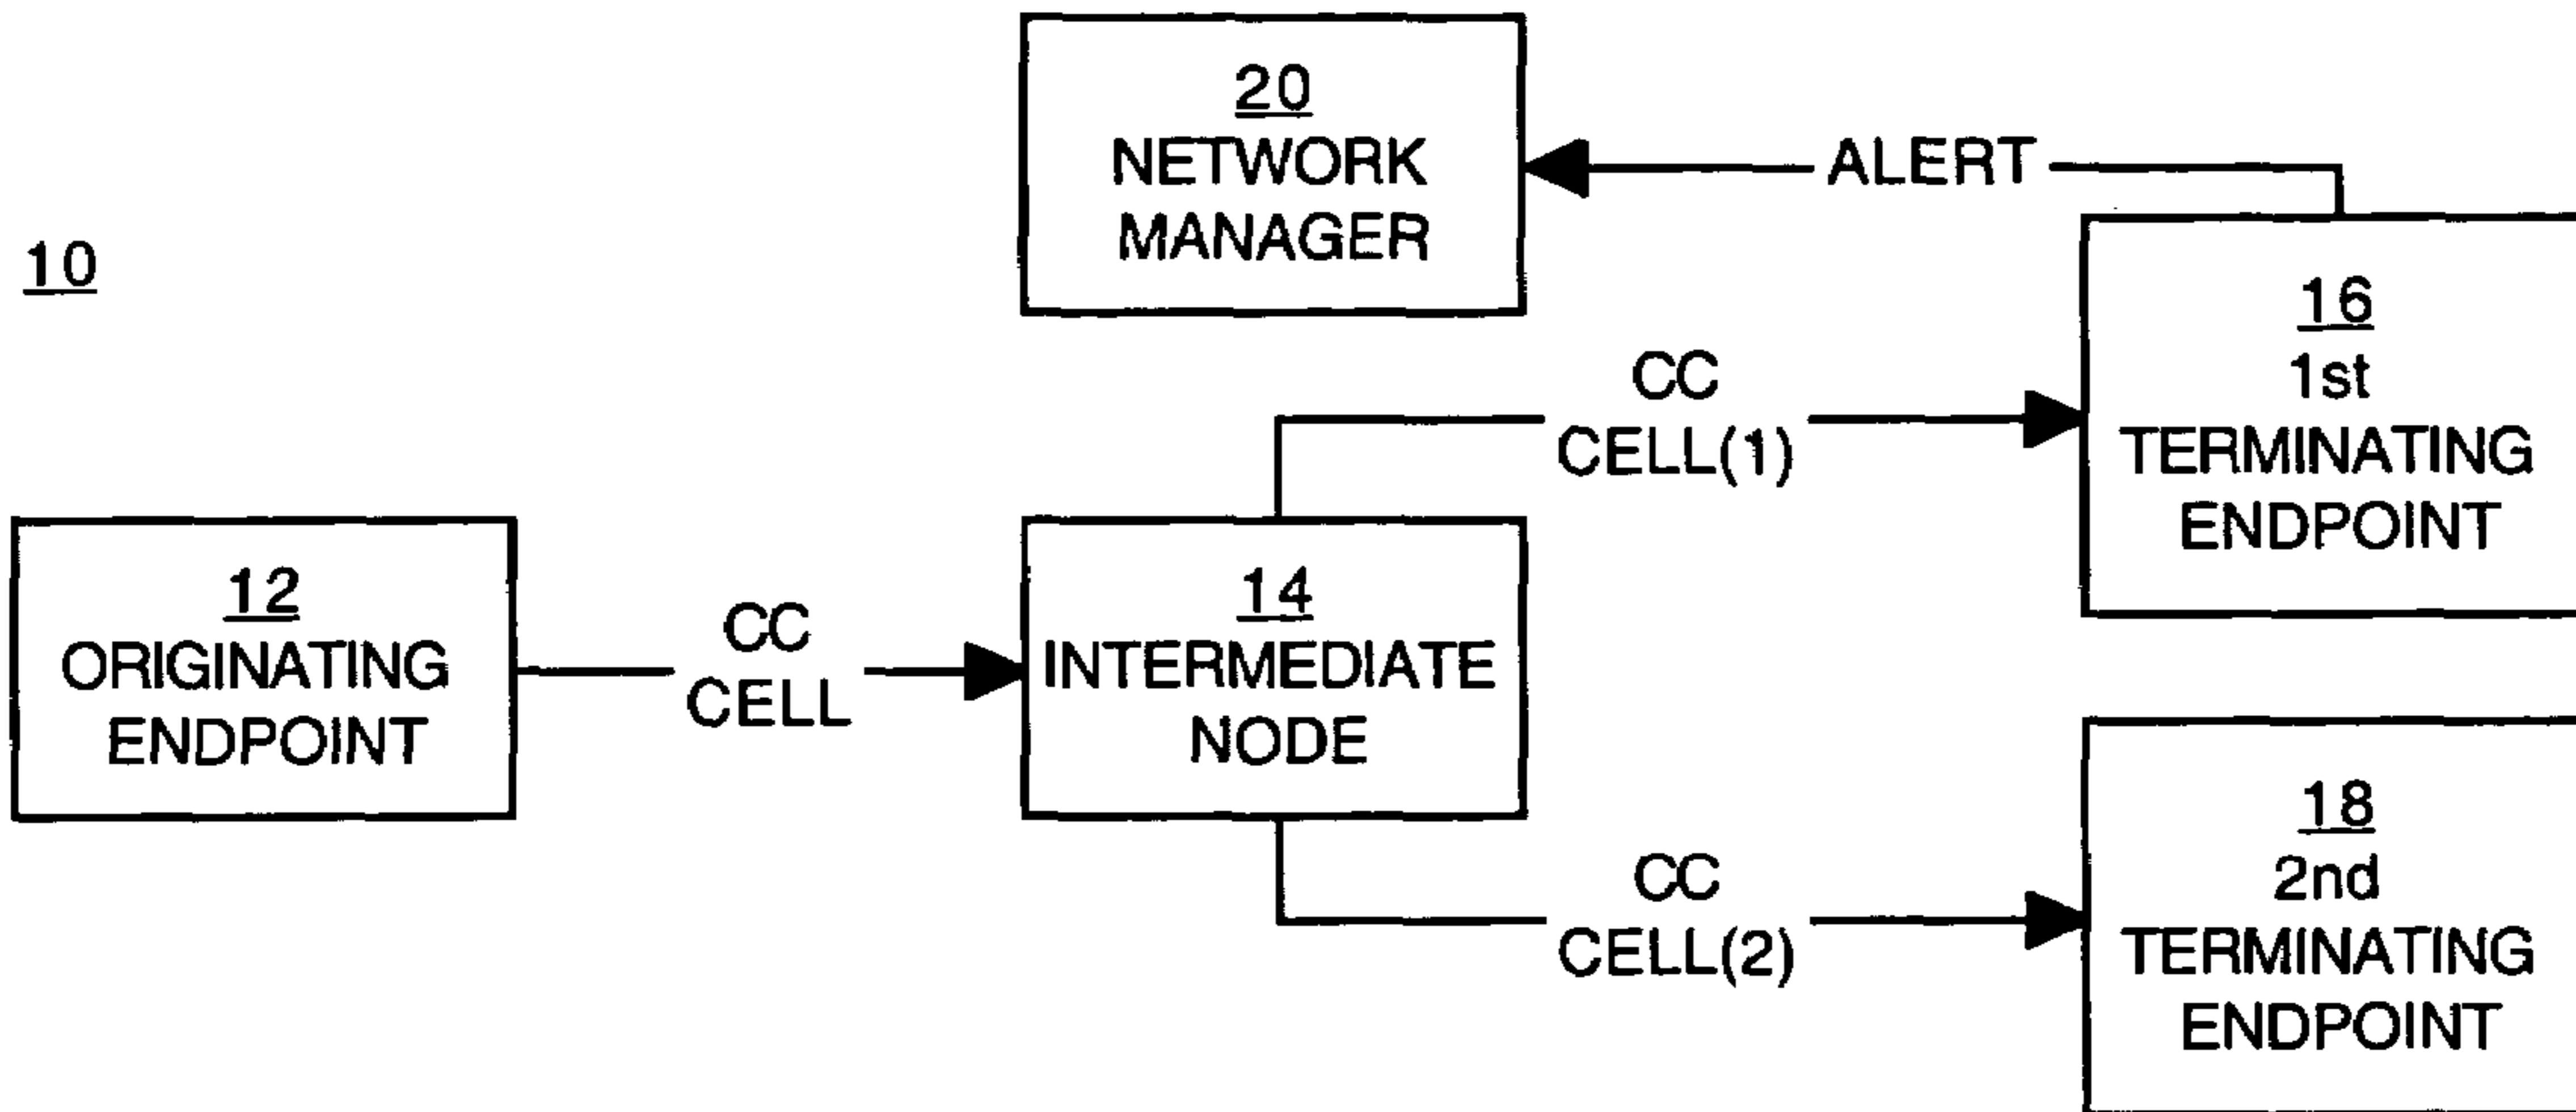 20
NETWORK
MANAGER
ALERT
10
16
1st
TERMINATING
ENDPOINT
CC
CELL(1)
12
ORIGINATING
ENDPOINT
CC
CELL
14
INTERMEDIATE
NODE
CC
CELL(2)
18
2nd
TERMINATING
ENDPOINT